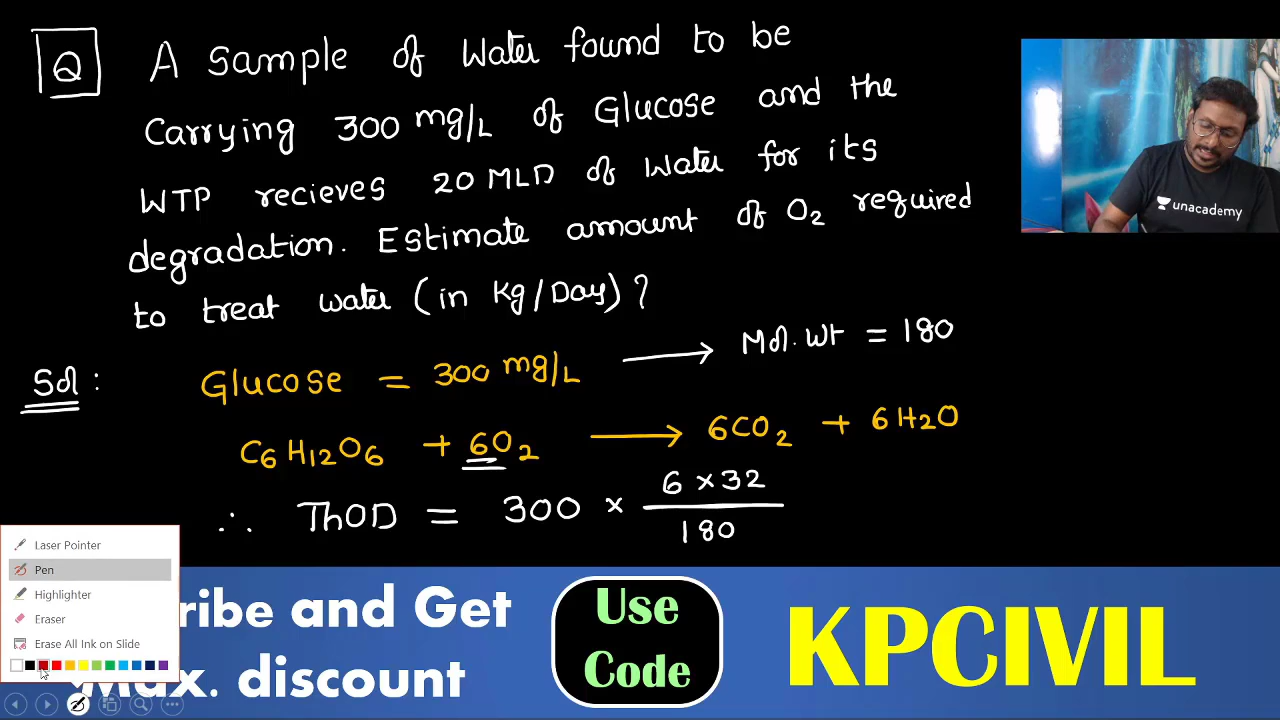 Q A Sample of Water found to be
Carrying 300 mg/L of Glucose and the
WTP recieves 20 MLD of Water for its
degradation. Estimate amount of O2 required
to treat water (in Kg/Day)?
Sol: Glucose = 300 mg/L → Mol. Wt = 180
C6H12O6 + 6O2 → 6CO2 + 6H2O
∴ ThOD = 300 × 6 × 32 / 180
unacademy
Laser Pointer
Pen
Highlighter
Eraser
Erase All Ink on Slide
ribe and Get
Max. discount
Use
Code
KPCIVIL